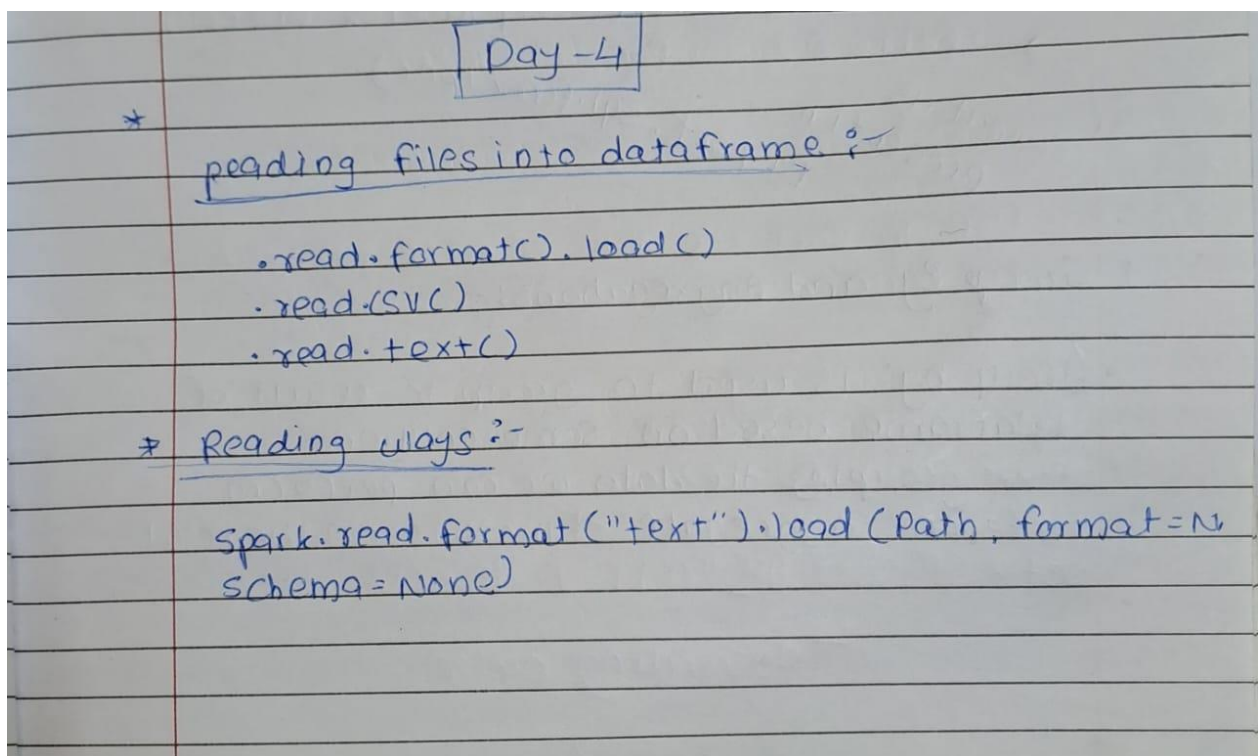 Day-4
*
Reading files into dataframe :-
.read.format().load()
.read.csv()
.read.text()
* Reading ways :-
spark.read.format("text").load(Path, format=N
schema=None)